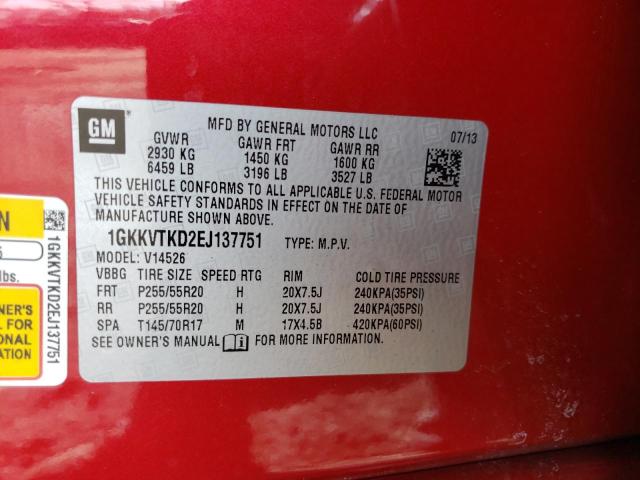 GM
MFD BY GENERAL MOTORS LLC
07/13
GVWR GAWR FRT GAWR RR
2930 KG 1450 KG 1600 KG
6459 LB 3196 LB 3527 LB
THIS VEHICLE CONFORMS TO ALL APPLICABLE U.S. FEDERAL MOTOR
VEHICLE SAFETY STANDARDS IN EFFECT ON THE DATE OF
MANUFACTURE SHOWN ABOVE.
1GKKVTKD2EJ137751 TYPE: M.P.V.
MODEL: V14526
VBBG TIRE SIZE SPEED RTG RIM COLD TIRE PRESSURE
FRT P255/55R20 H 20X7.5J 240KPA(35PSI)
RR P255/55R20 H 20X7.5J 240KPA(35PSI)
SPA T145/70R17 M 17X4.5B 420KPA(60PSI)
SEE OWNER'S MANUAL FOR MORE INFORMATION.
lbs.
1GKKVTKD2EJ137751